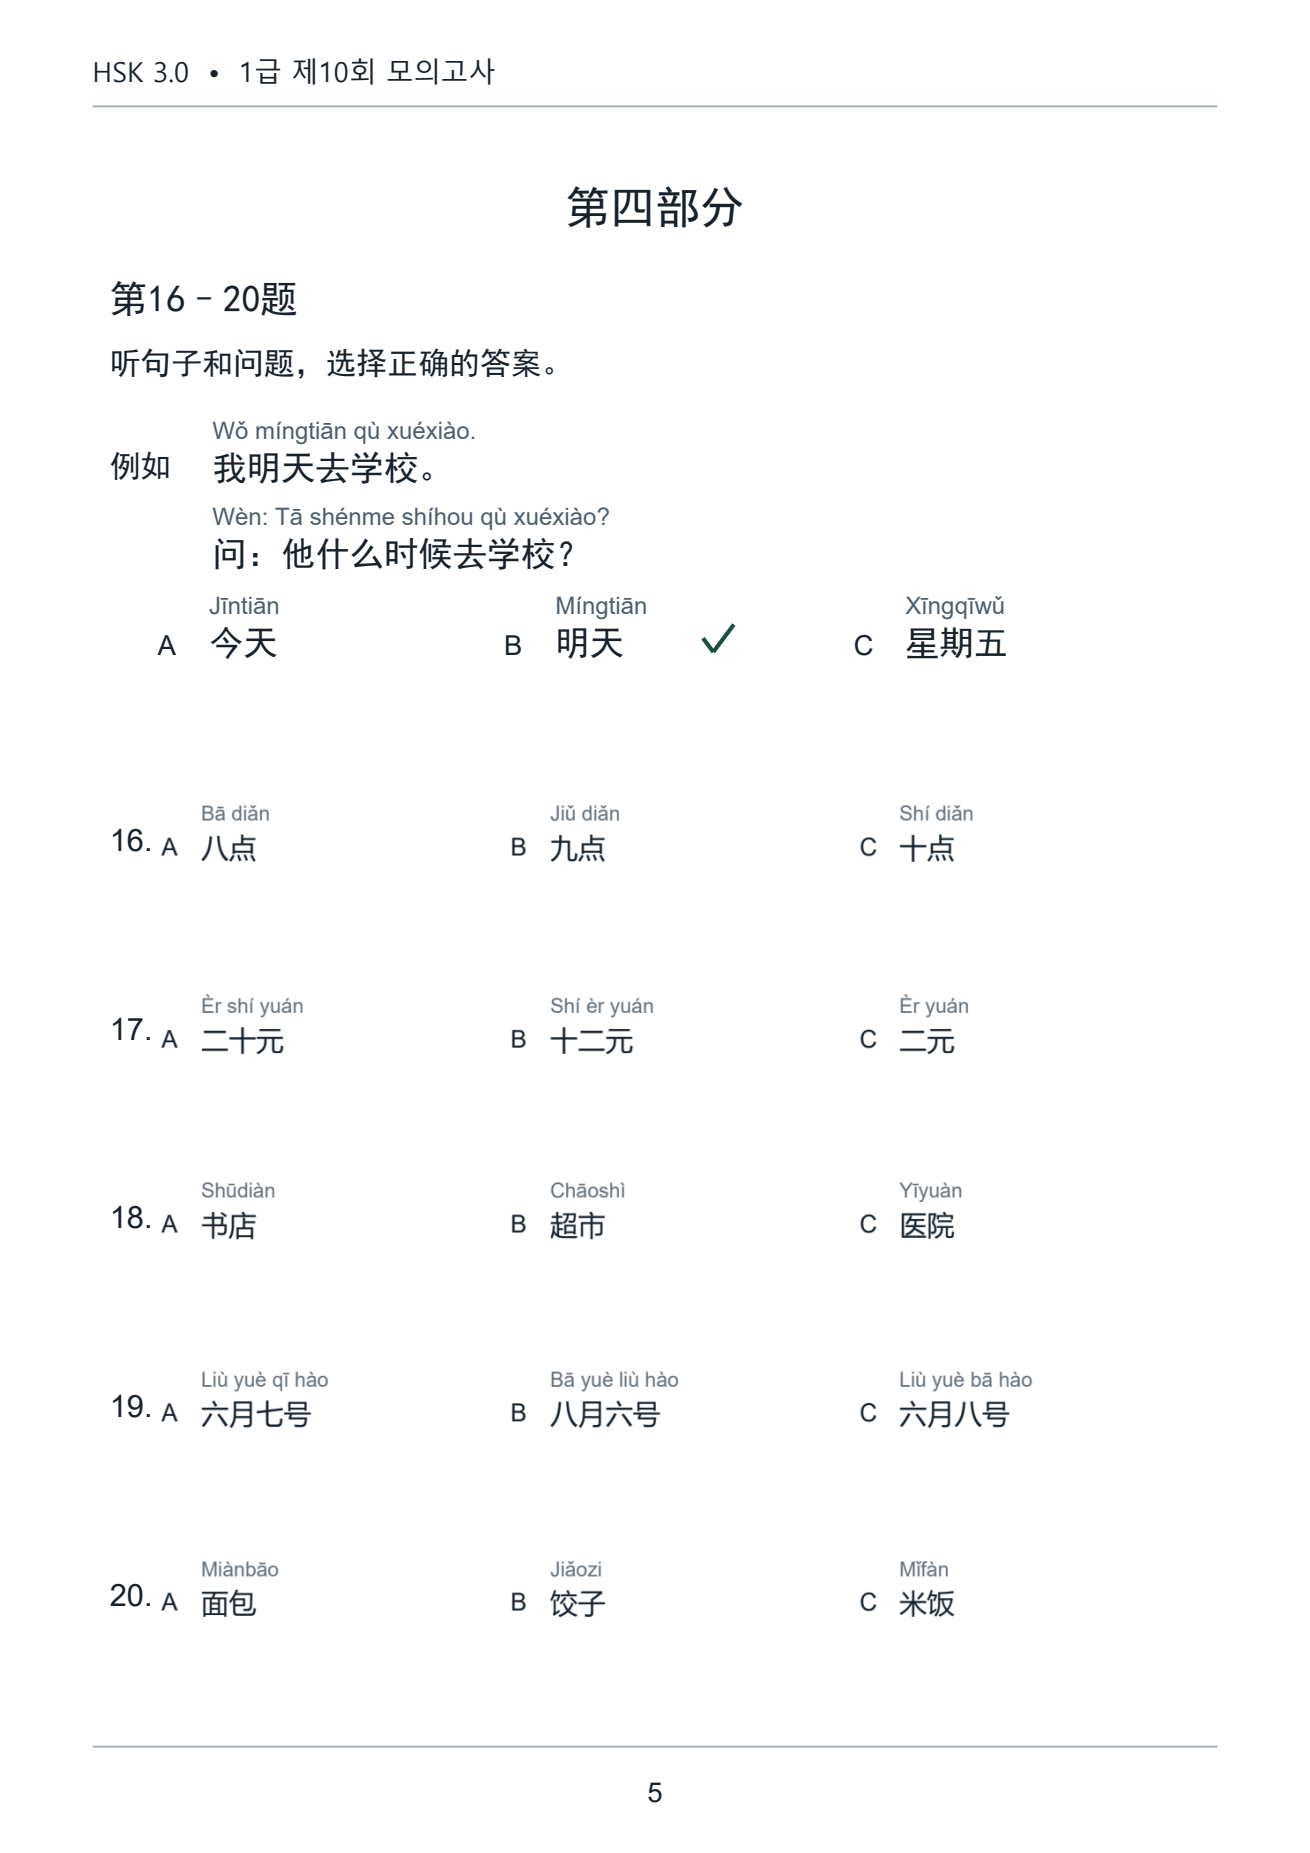 HSK 3.0 • 1급 제10회 모의고사
第四部分
第16－20题
听句子和问题，选择正确的答案。
Wǒ míngtiān qù xuéxiào.
例如 我明天去学校。
Wèn: Tā shénme shíhou qù xuéxiào?
问：他什么时候去学校？
Jīntiān Míngtiān Xīngqīwǔ
A 今天 B 明天 ✓ C 星期五
Bā diǎn Jiǔ diǎn Shí diǎn
16. A 八点 B 九点 C 十点
Èr shí yuán Shí èr yuán Èr yuán
17. A 二十元 B 十二元 C 二元
Shūdiàn Chāoshì Yīyuàn
18. A 书店 B 超市 C 医院
Liù yuè qī hào Bā yuè liù hào Liù yuè bā hào
19. A 六月七号 B 八月六号 C 六月八号
Miànbāo Jiǎozi Mǐfàn
20. A 面包 B 饺子 C 米饭
5